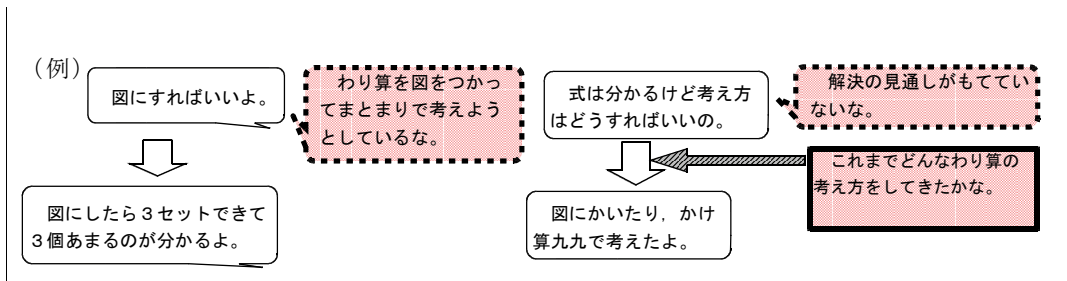 （例）
図にすればいいよ。
わり算を図をつかっ
てまとまりで考えよう
としているな。
図にしたら３セットできて
３個あまるのが分かるよ。
式は分かるけど考え方
はどうすればいいの。
解決の見通しがもててい
ないな。
これまでどんなわり算の
考え方をしてきたかな。
図にかいたり，かけ
算九九で考えたよ。